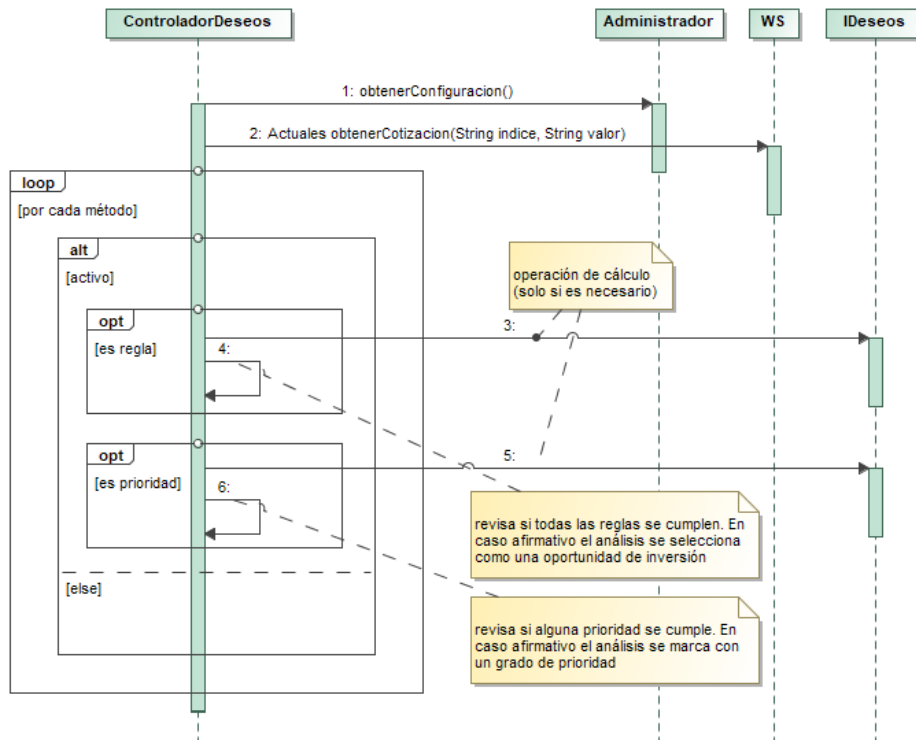 ControladorDeseos
Administrador
WS
IDeseos
1: obtenerConfiguracion()
2: Actuales obtenerCotizacion(String indice, String valor)
loop
[por cada método]
alt
[activo]
operación de cálculo
(solo si es necesario)
opt
3:
[es regla]
4:
opt
5:
[es prioridad]
6:
revisa si todas las reglas se cumplen. En
caso afirmativo el análisis se selecciona
como una oportunidad de inversión
[else]
revisa si alguna prioridad se cumple. En
caso afirmativo el análisis se marca con
un grado de prioridad